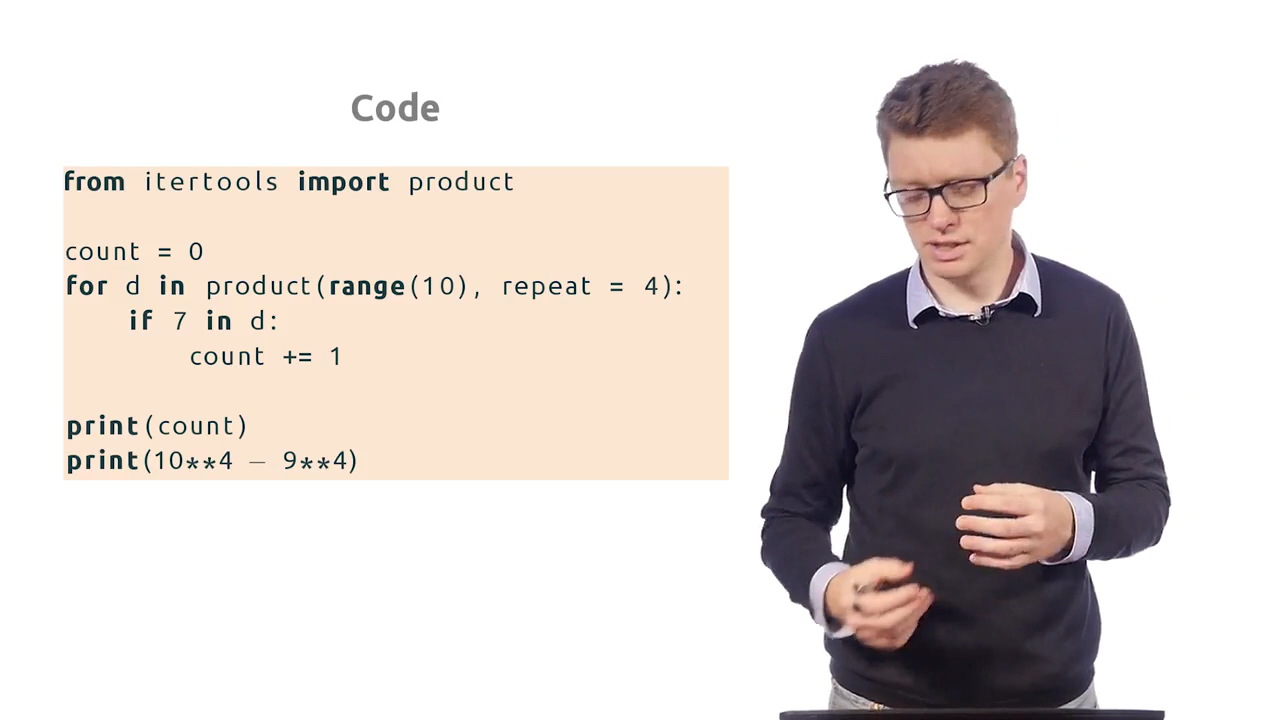 Code
from itertools import product
count = 0
for d in product(range(10), repeat = 4):
    if 7 in d:
        count += 1
print(count)
print(10**4 − 9**4)